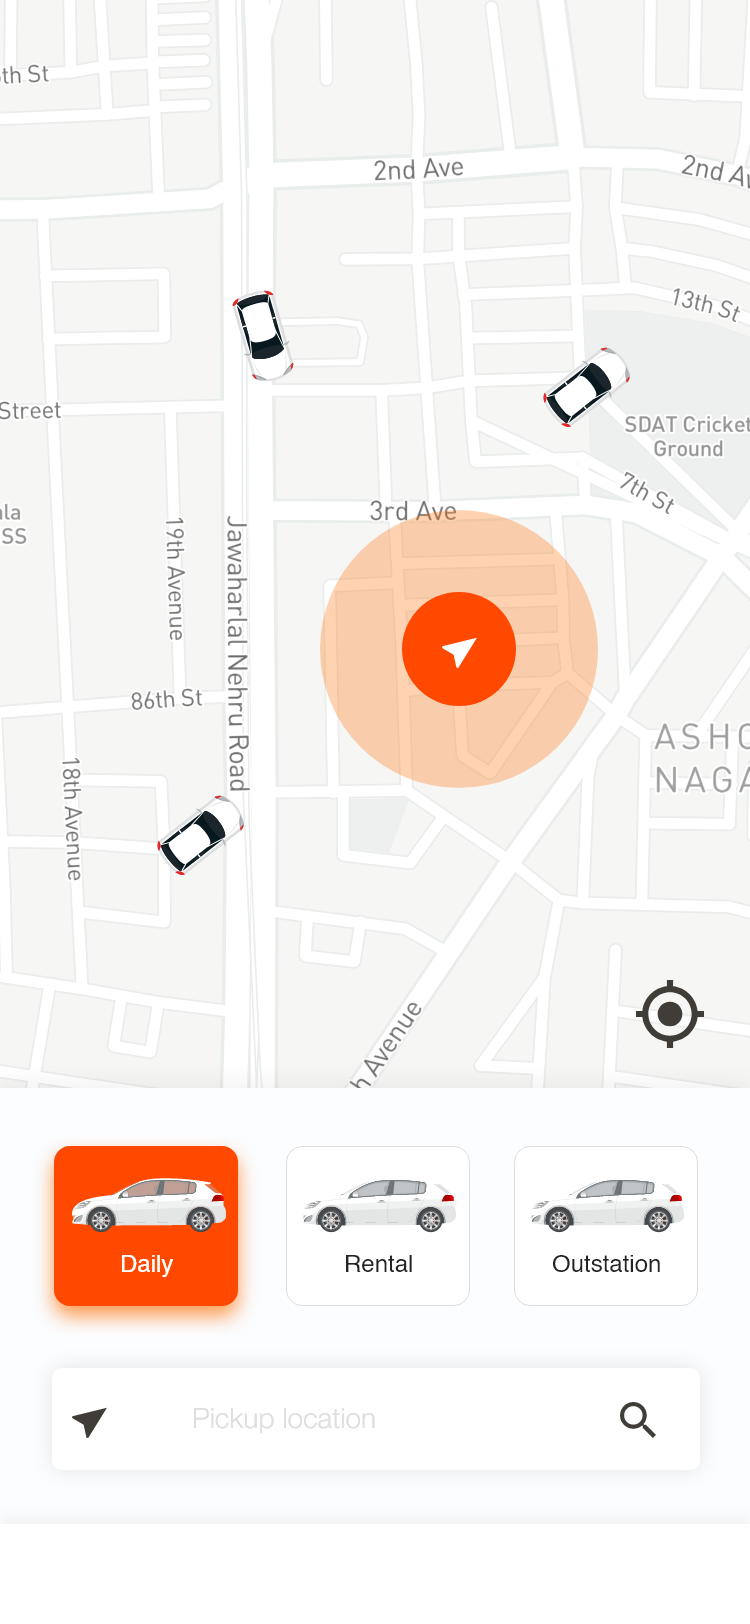 th St
2nd Ave
2nd Av
13th St
Street
SDAT Cricket
Ground
7th St
3rd Ave
ala
SS
19th Avenue
Jawaharlal Nehru Road
86th St
ASHO
NAGA
18th Avenue
h Avenue
Daily
Rental
Outstation
Pickup location